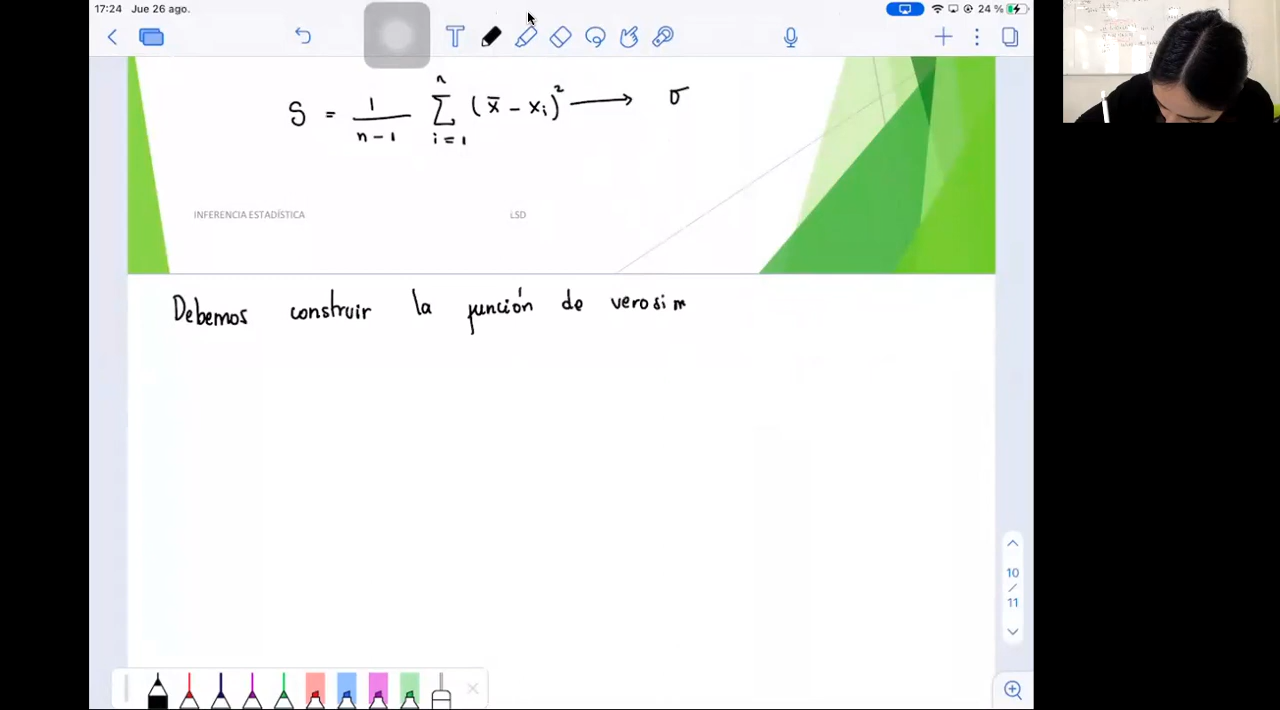 17:24 Jue 26 ago.
24 %
T
S = 1/(n-1) n Σ i=1 (x̄ - xi)² → σ
INFERENCIA ESTADÍSTICA LSD
Debemos construir la función de verosim
10
/
11